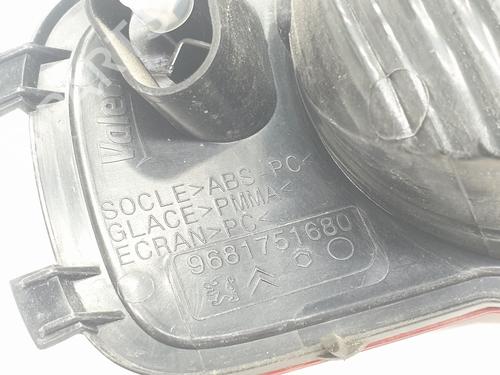 Valeo
SOCLE>ABS-PC<
GLACE>PMMA<
ECRAN>PC<
9681751680